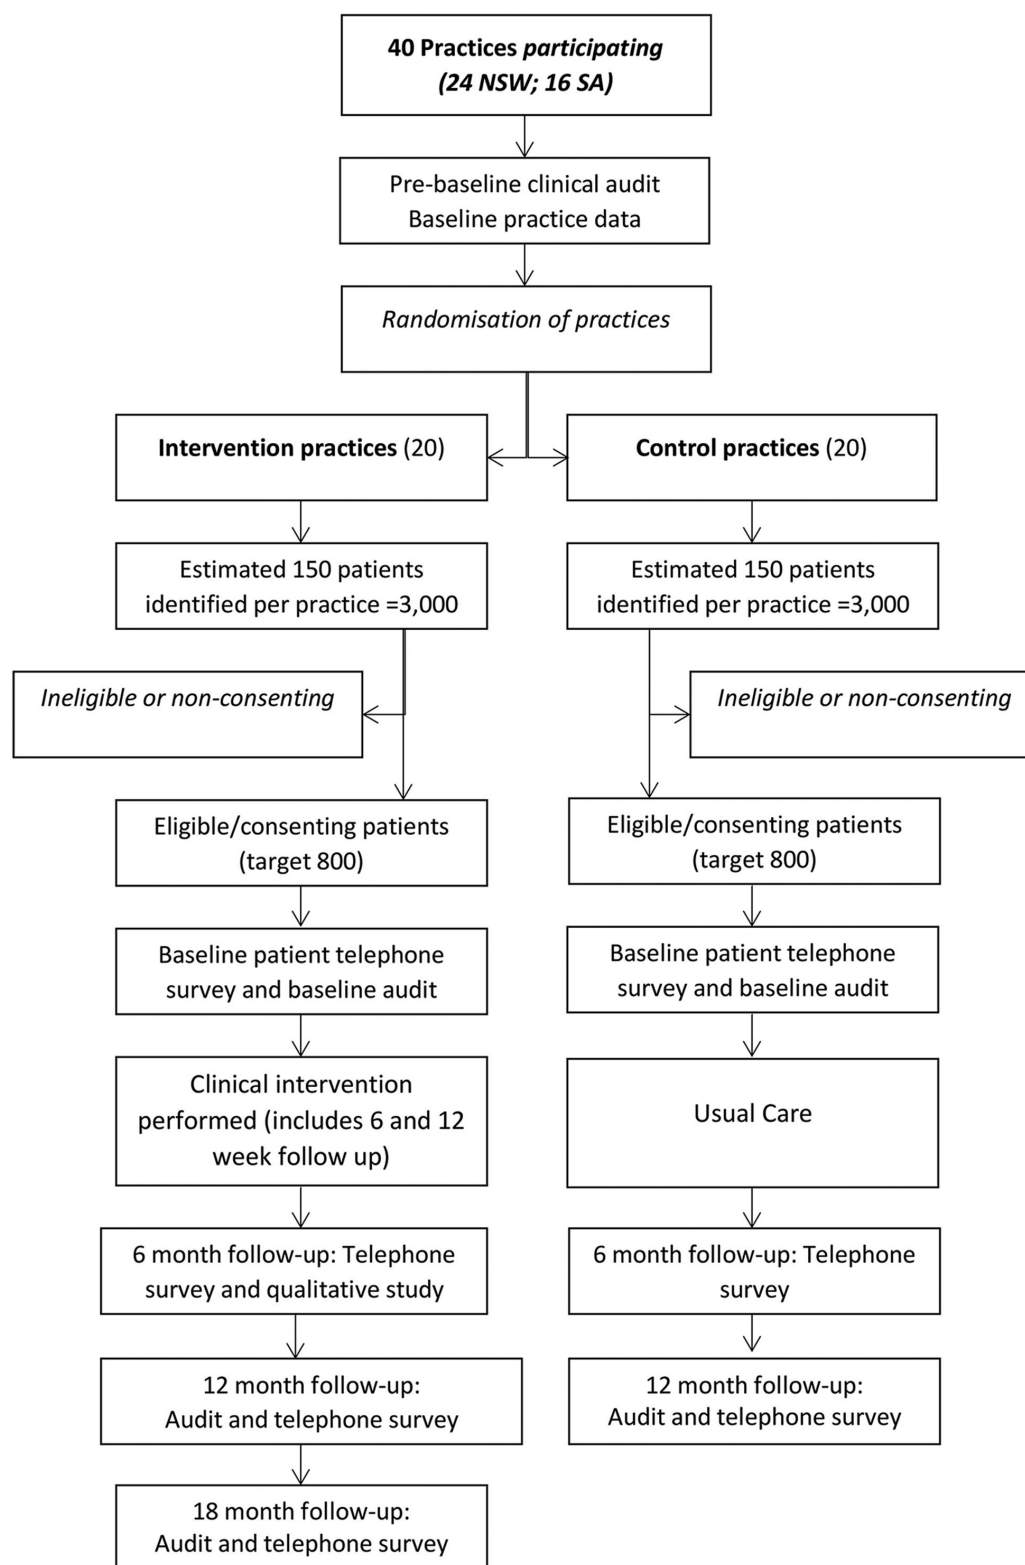 40 Practices participating
(24 NSW; 16 SA)
Pre-baseline clinical audit
Baseline practice data
Randomisation of practices
Intervention practices (20)
Control practices (20)
Estimated 150 patients
identified per practice =3,000
Estimated 150 patients
identified per practice =3,000
Ineligible or non-consenting
Ineligible or non-consenting
Eligible/consenting patients
(target 800)
Eligible/consenting patients
(target 800)
Baseline patient telephone
survey and baseline audit
Baseline patient telephone
survey and baseline audit
Clinical intervention
performed (includes 6 and 12
week follow up)
Usual Care
6 month follow-up: Telephone
survey and qualitative study
6 month follow-up: Telephone
survey
12 month follow-up:
Audit and telephone survey
12 month follow-up:
Audit and telephone survey
18 month follow-up:
Audit and telephone survey